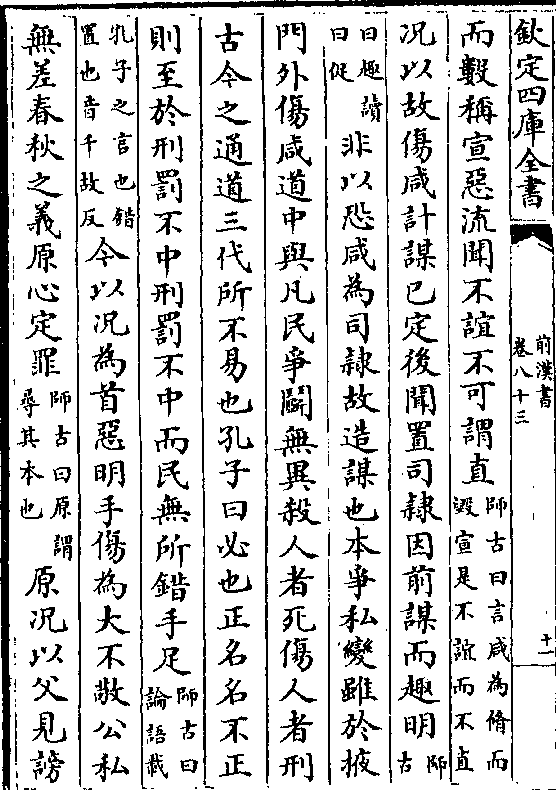 欽定四庫全書
前漢書
卷八十三
十一
而數稱宣惡流聞不誼不可謂直師古曰言咸為脩而毀宣是不誼而不直
况以故傷咸計謀已定後聞置司隸因前謀而趣明師古
曰趣讀曰促非以恐咸為司隸故造謀也本爭私變雖於掖
門外傷咸道中與凡民爭鬭無異殺人者死傷人者刑
古今之通道三代所不易也孔子曰必也正名名不正
則至於刑罰不中刑罰不中而民無所錯手足師古曰論語載
孔子之言也錯置也音千故反今以况為首惡明手傷為大不敬公私
無差春秋之義原心定罪師古曰原謂尋其本也原况以父見謗